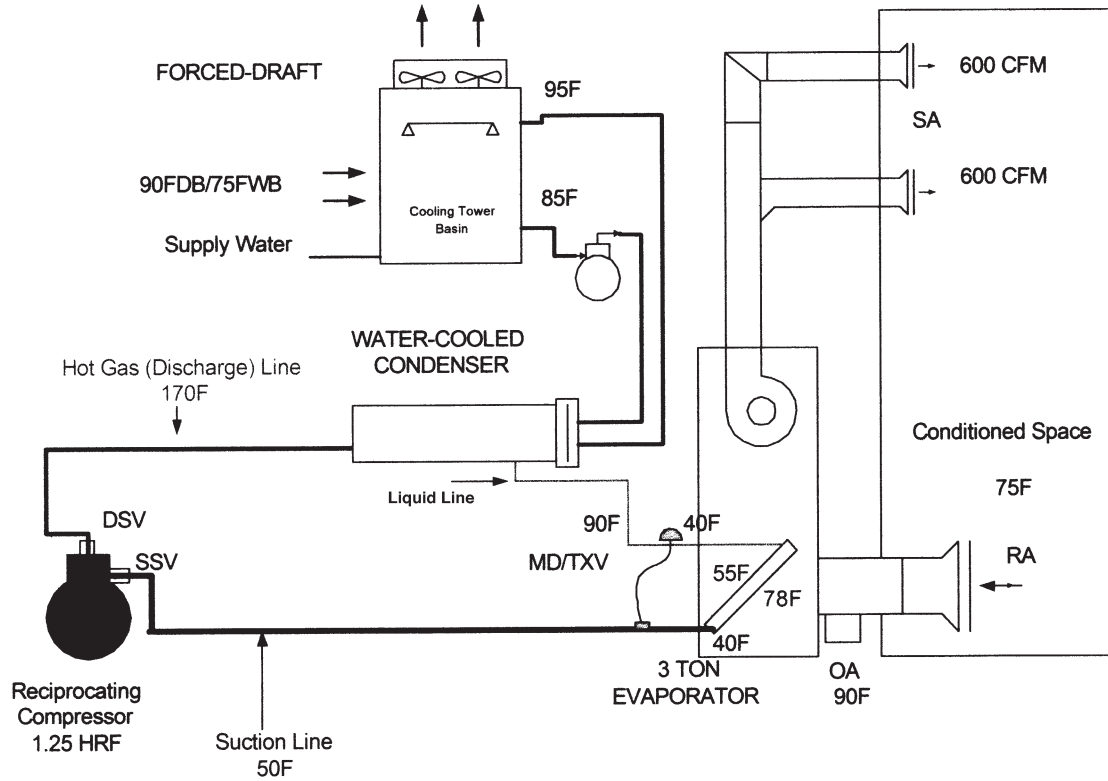 FORCED-DRAFT
95F
600 CFM
SA
90FDB/75FWB
85F
600 CFM
Cooling Tower
Basin
Supply Water
WATER-COOLED
CONDENSER
Hot Gas (Discharge) Line
170F
Conditioned Space
75F
Liquid Line
DSV
90F
40F
SSV
MD/TXV
55F
78F
RA
40F
3 TON
EVAPORATOR
OA
90F
Reciprocating
Compressor
1.25 HRF
Suction Line
50F